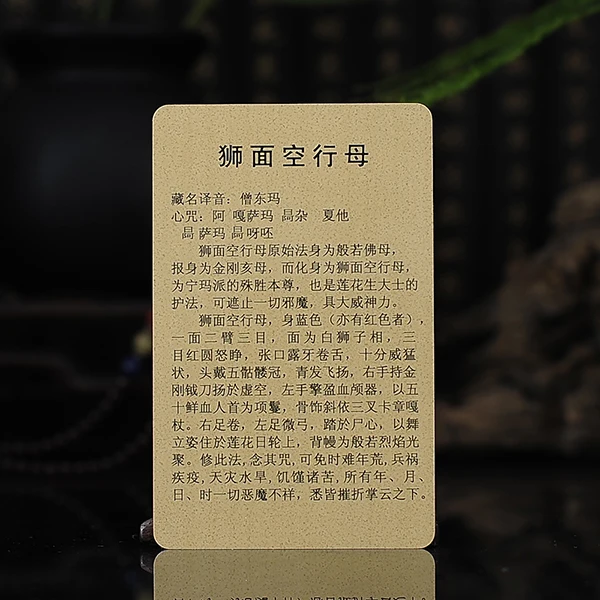 狮面空行母
藏名译音：僧东玛
心咒：阿 嘎萨玛 曷杂 夏他
曷萨玛 曷呀呸
狮面空行母原始法身为般若佛母，
报身为金刚亥母，而化身为狮面空行母，
为宁玛派的殊胜本尊，也是莲花生大士的
护法，可遮止一切邪魔，具大威神力。
狮面空行母，身蓝色（亦有红色者），
一面二臂三目，面为白狮子相，三
目红圆怒睁，张口露牙卷舌，十分威猛
状，头戴五骷髅冠，青发飞扬，右手持金
刚钺刀扬於虚空，左手擎盈血颅器，以五
十鲜血人首为项鬘，骨饰斜依三叉卡章嘎
杖。右足卷，左足微弓，踏於尸心，以舞
立姿住於莲花日轮上，背幔为般若烈焰光
聚。修此法,念其咒,可免时难年荒,兵祸
疾疫,天灾水旱,饥馑诸苦,所有年、月、
日、时一切恶魔不祥，悉皆摧折掌云之下。